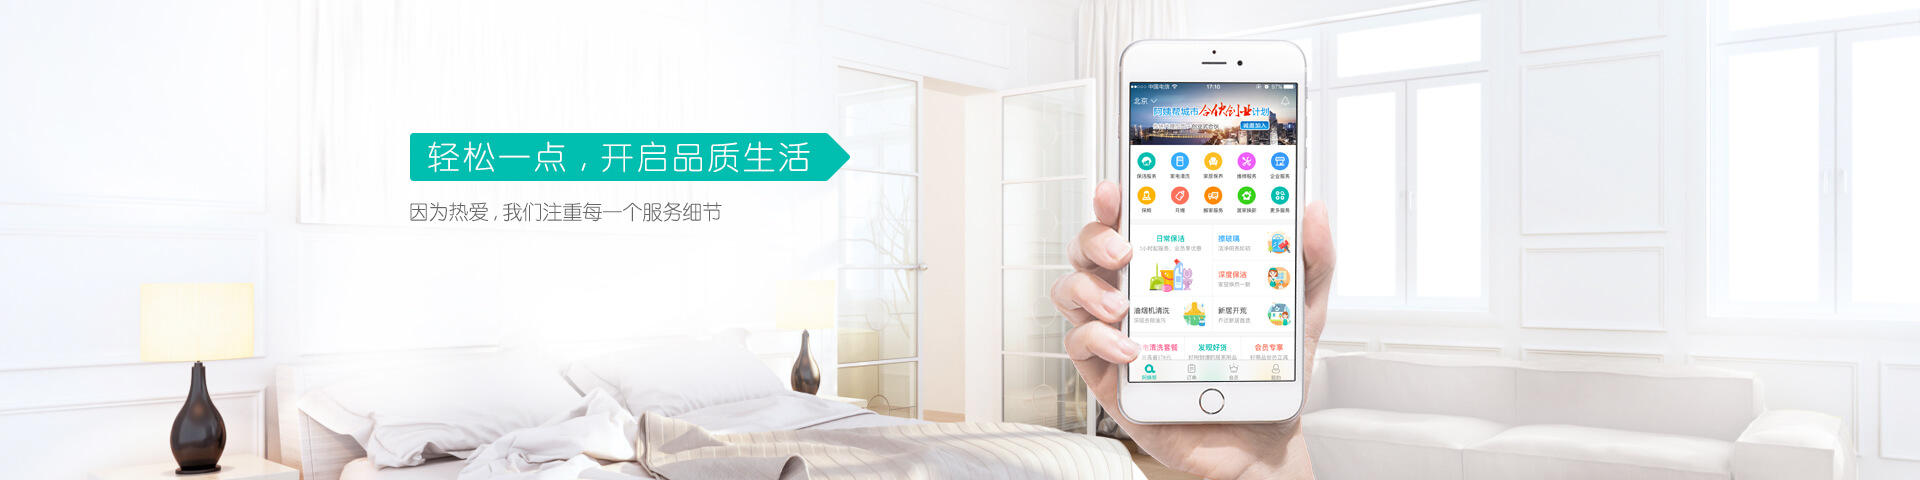 轻松一点，开启品质生活
因为热爱，我们注重每一个服务细节
中国电信 17:10 97%
北京
阿姨帮城市合伙创业计划
诚邀加入
保洁服务 家电清洗 家居保养 维修服务 企业服务
保姆 月嫂 搬家服务 居家换新 更多服务
日常保洁
擦玻璃
深度保洁
油烟机清洗
新居开荒
清洗套餐 发现好货 会员专享
阿姨帮 订单 会员 我的